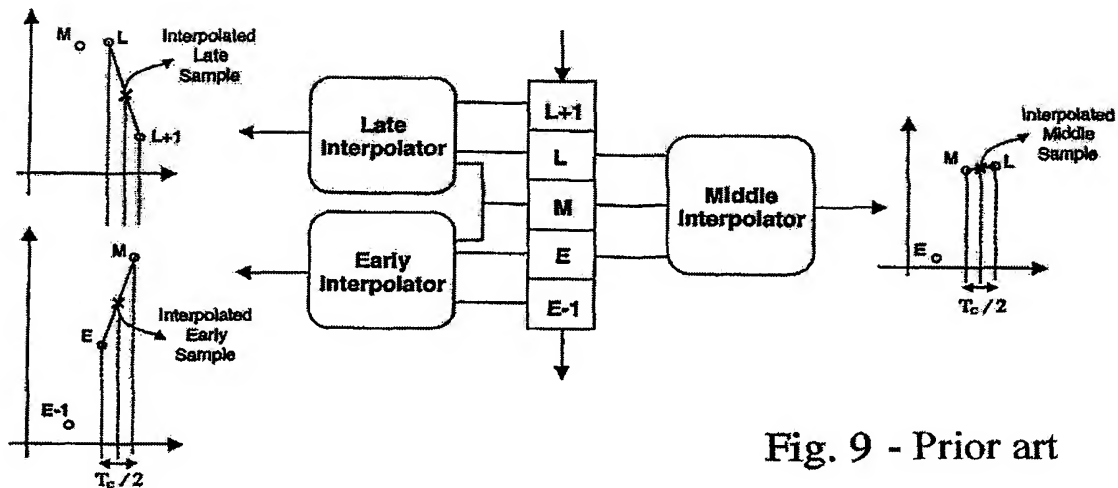 M
L
Interpolated
Late
Sample
L+1
Late
Interpolator
L+1
L
M
E
E-1
Middle
Interpolator
Interpolated
Middle
Sample
M
L
E
Tc/2
Early
Interpolator
M
E
Interpolated
Early
Sample
E-1
Tc/2
Fig. 9 - Prior art